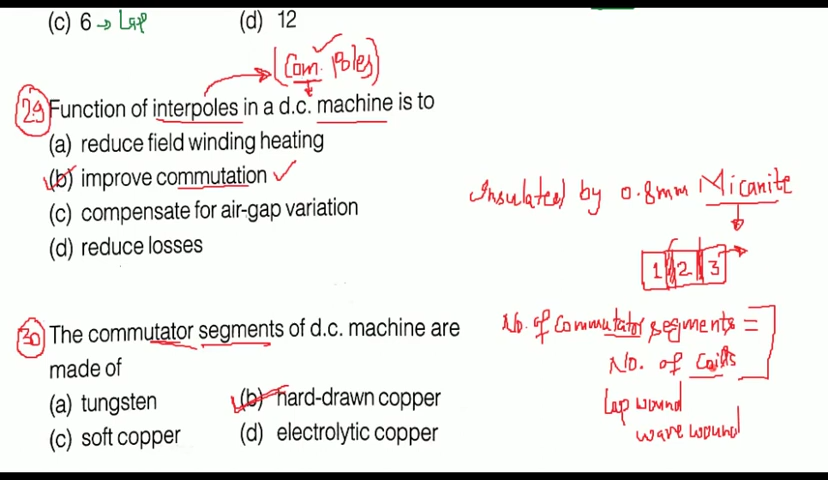 (c) 6 → Lap (d) 12
(Com. Poles)
29 Function of interpoles in a d.c. machine is to
(a) reduce field winding heating
(b) improve commutation ✓
(c) compensate for air-gap variation
(d) reduce losses
Insulated by 0.8mm Micanite
1 2 3
30 The commutator segments of d.c. machine are
made of
(a) tungsten (b) hard-drawn copper
(c) soft copper (d) electrolytic copper
No. of Commutator segments =
No. of Coils
Lap wound
wave wound